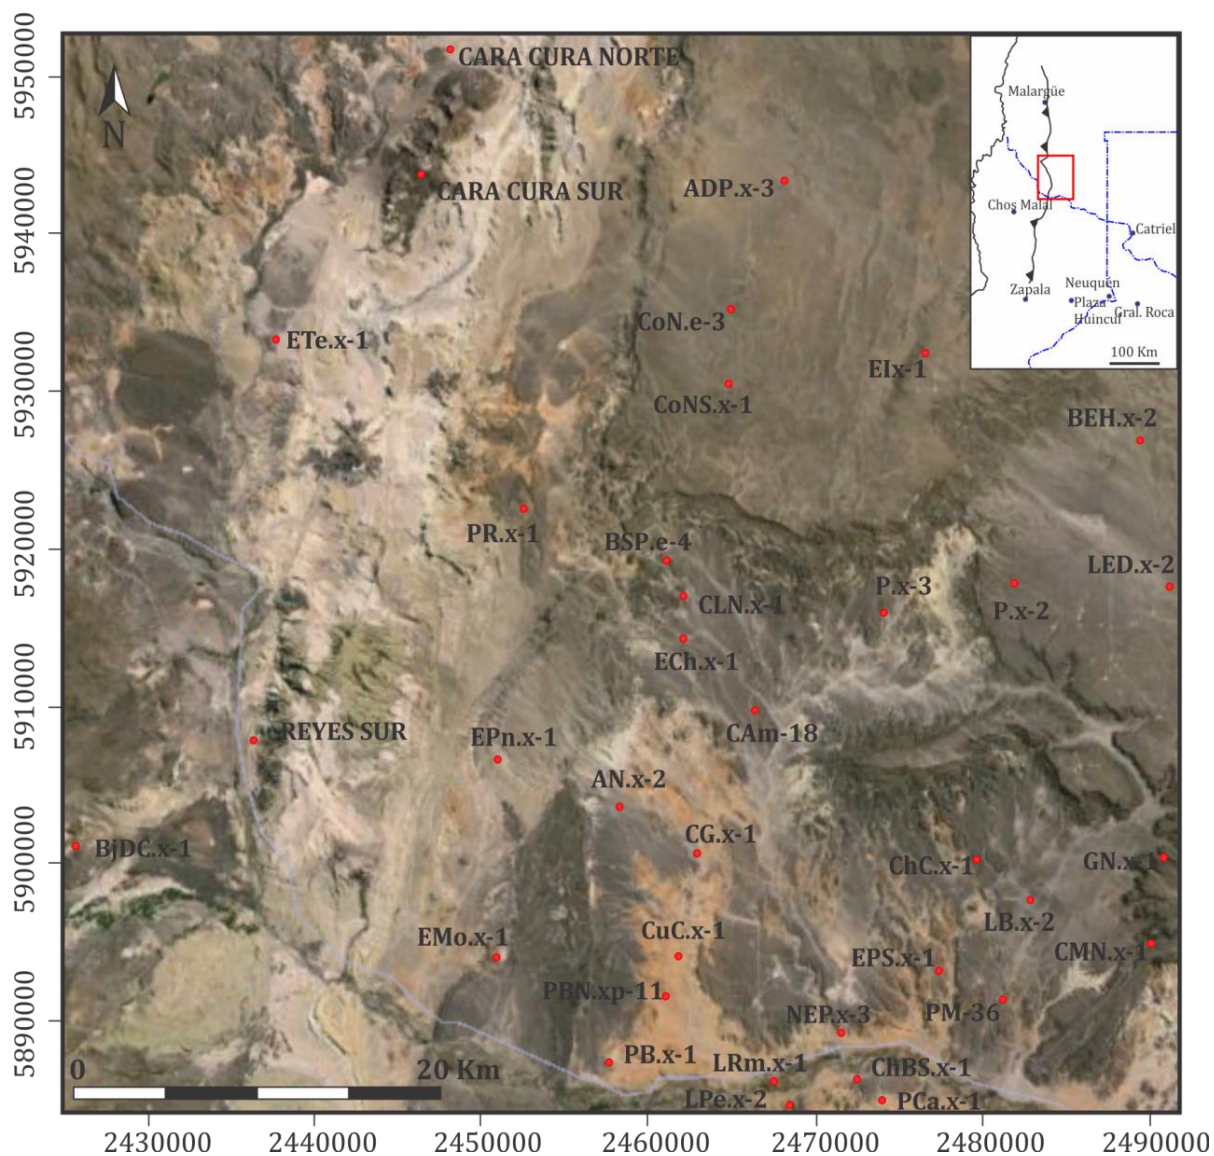 5950000
5940000
5930000
5920000
5910000
5900000
5890000
N
CARA CURA NORTE
CARA CURA SUR
ADP.x-3
CoN.e-3
ETe.x-1
EIx-1
CoNS.x-1
BEH.x-2
PR.x-1
BSP.e-4
LED.x-2
P.x-3
CLN.x-1
P.x-2
ECh.x-1
REYES SUR
EPn.x-1
CAm-18
AN.x-2
CG.x-1
BjDC.x-1
ChC.x-1
GN.x-1
LB.x-2
CuC.x-1
EMo.x-1
CMN.x-1
EPS.x-1
PBN.xp-11
PM-36
NEP.x-3
PB.x-1
LRm.x-1
ChBS.x-1
LPe.x-2
PCa.x-1
0
20 Km
Malargüe
Chos Malal
Catriel
Zapala
Neuquén
Plaza
Huincul
Gral. Roca
100 Km
2430000
2440000
2450000
2460000
2470000
2480000
2490000